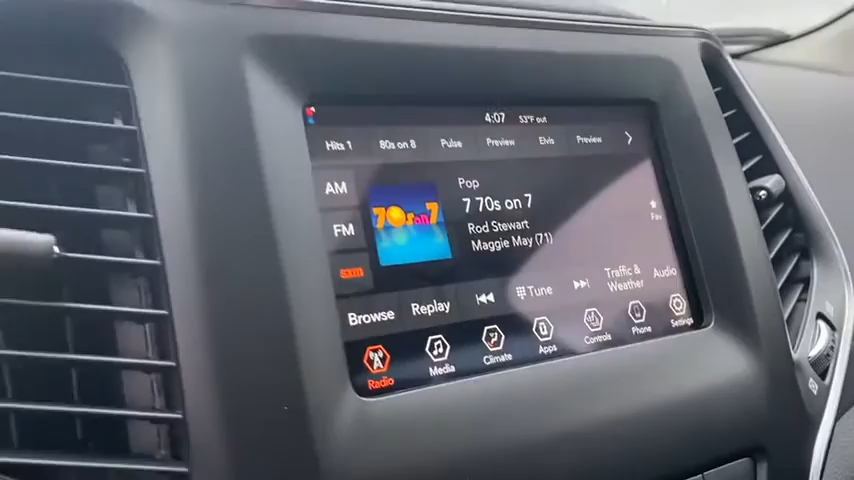 4:07 53°F out
Hits 1 80s on 8 Pulse Preview Elvis Preview
AM
FM
SXM
70s on 7
Pop
7 70s on 7
Rod Stewart
Maggie May (71)
Fav
Browse Replay Tune Traffic & Weather Audio
Radio Media Climate Apps Controls Phone Settings